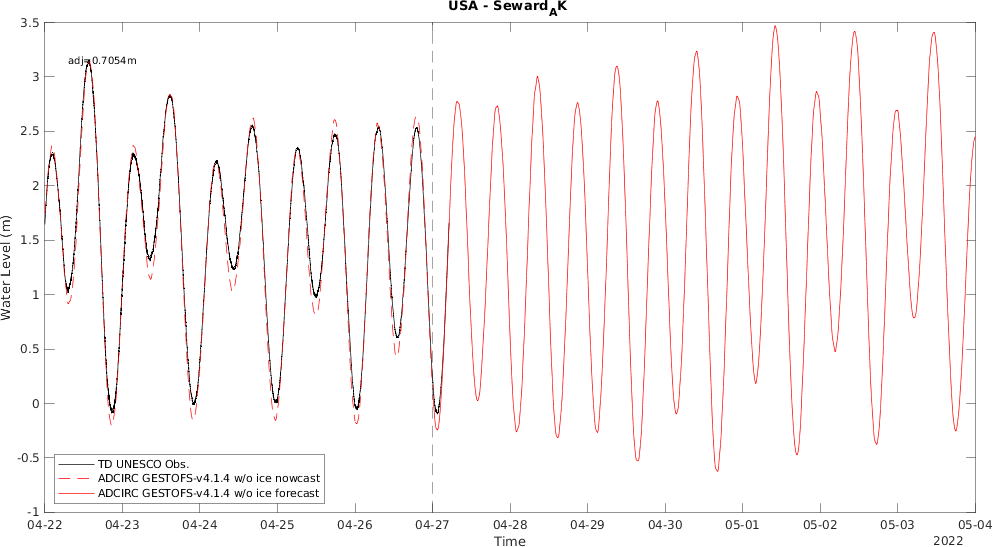 USA - Seward_AK
adj=0.7054m
3.5
3
2.5
2
1.5
1
0.5
0
-0.5
-1
Water Level (m)
TD UNESCO Obs.
ADCIRC GESTOFS-v4.1.4 w/o ice nowcast
ADCIRC GESTOFS-v4.1.4 w/o ice forecast
04-22 04-23 04-24 04-25 04-26 04-27 04-28 04-29 04-30 05-01 05-02 05-03 05-04
Time
2022